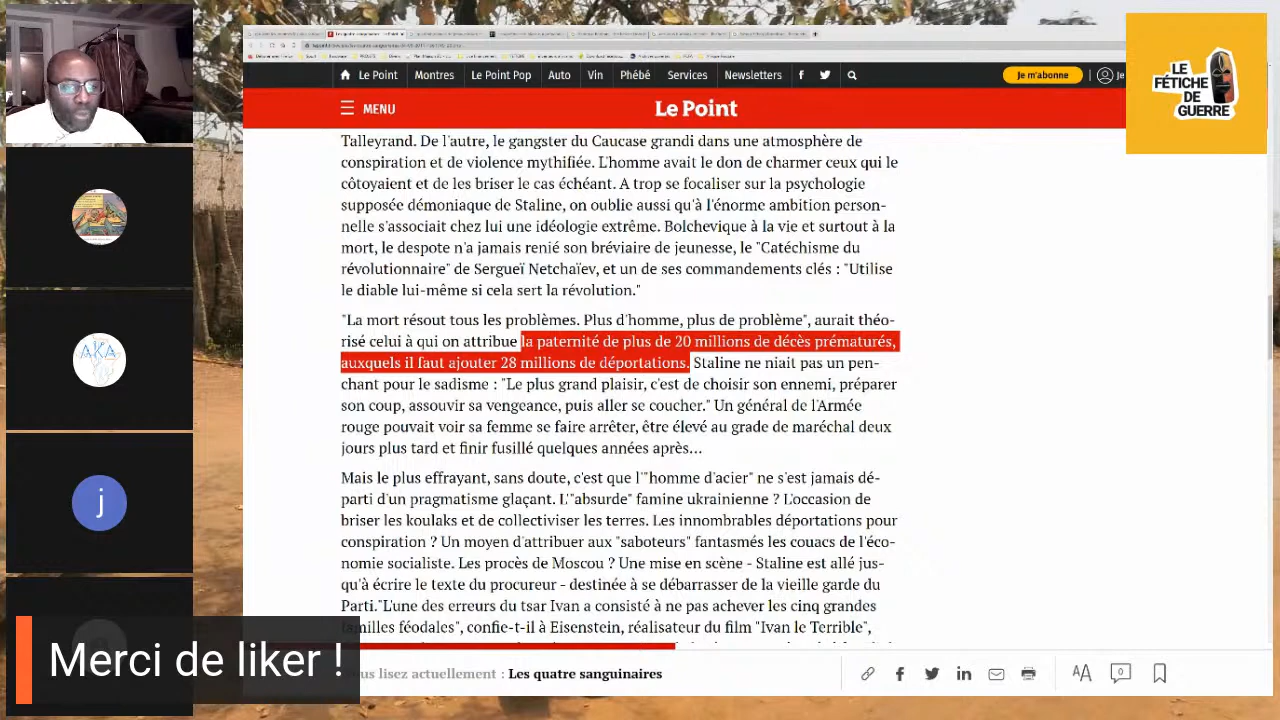 Le Point
Montres
Le Point Pop
Auto
Vin
Phébé
Services
Newsletters
f
Je m'abonne
Je
LE
FÉTICHE
DE
GUERRE
MENU
Le Point
Talleyrand. De l'autre, le gangster du Caucase grandi dans une atmosphère de
conspiration et de violence mythifiée. L'homme avait le don de charmer ceux qui le
côtoyaient et de les briser le cas échéant. A trop se focaliser sur la psychologie
supposée démoniaque de Staline, on oublie aussi qu'à l'énorme ambition person-
nelle s'associait chez lui une idéologie extrême. Bolchevique à la vie et surtout à la
mort, le despote n'a jamais renié son bréviaire de jeunesse, le "Catéchisme du
révolutionnaire" de Sergueï Netchaïev, et un de ses commandements clés : "Utilise
le diable lui-même si cela sert la révolution."
"La mort résout tous les problèmes. Plus d'homme, plus de problème", aurait théo-
risé celui à qui on attribue la paternité de plus de 20 millions de décès prématurés,
auxquels il faut ajouter 28 millions de déportations. Staline ne niait pas un pen-
chant pour le sadisme : "Le plus grand plaisir, c'est de choisir son ennemi, préparer
son coup, assouvir sa vengeance, puis aller se coucher." Un général de l'Armée
rouge pouvait voir sa femme se faire arrêter, être élevé au grade de maréchal deux
jours plus tard et finir fusillé quelques années après...
Mais le plus effrayant, sans doute, c'est que l'"homme d'acier" ne s'est jamais dé-
parti d'un pragmatisme glaçant. L'"absurde" famine ukrainienne ? L'occasion de
briser les koulaks et de collectiviser les terres. Les innombrables déportations pour
conspiration ? Un moyen d'attribuer aux "saboteurs" fantasmés les couacs de l'éco-
nomie socialiste. Les procès de Moscou ? Une mise en scène - Staline est allé jus-
qu'à écrire le texte du procureur - destinée à se débarrasser de la vieille garde du
Parti."L'une des erreurs du tsar Ivan a consisté à ne pas achever les cinq grandes
familles féodales", confie-t-il à Eisenstein, réalisateur du film "Ivan le Terrible",
lisez actuellement : Les quatre sanguinaires
f
in
AA
0
AKA
j
Merci de liker !